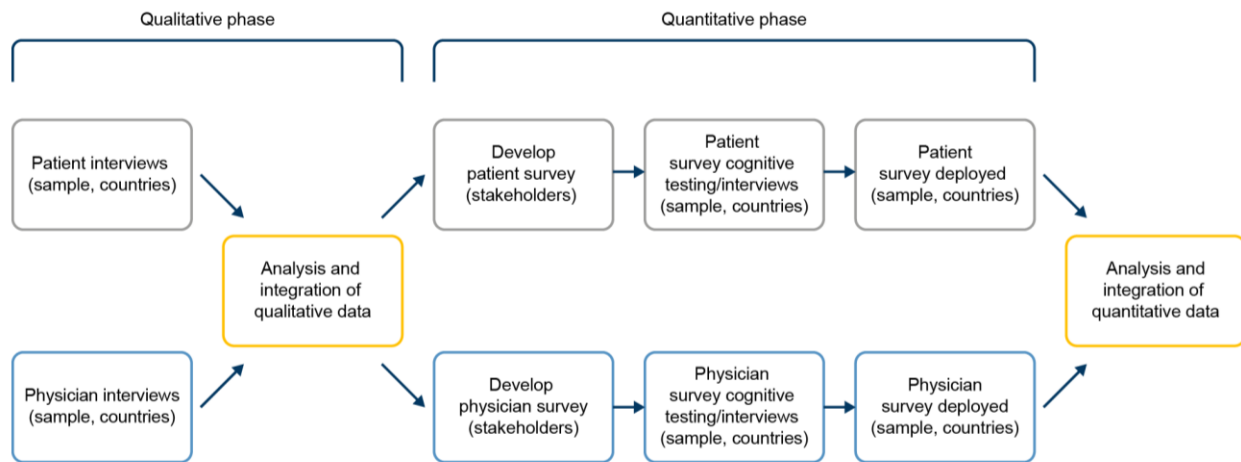 Qualitative phase
Quantitative phase
Patient interviews
(sample, countries)
Develop
patient survey
(stakeholders)
Patient
survey cognitive
testing/interviews
(sample, countries)
Patient
survey deployed
(sample, countries)
Analysis and
integration of
qualitative data
Analysis and
integration of
quantitative data
Physician interviews
(sample, countries)
Develop
physician survey
(stakeholders)
Physician
survey cognitive
testing/interviews
(sample, countries)
Physician
survey deployed
(sample, countries)